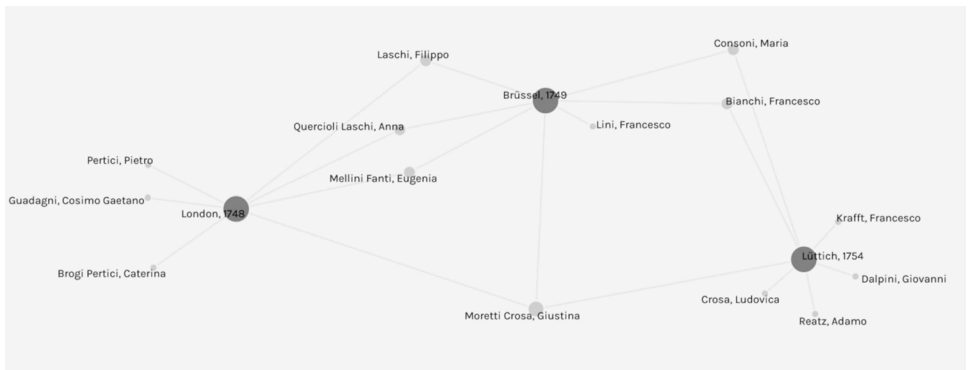 Consoni, Maria
Laschi, Filippo
Brüssel, 1749
Bianchi, Francesco
Quercioli Laschi, Anna
Lini, Francesco
Pertici, Pietro
Mellini Fanti, Eugenia
Guadagni, Cosimo Gaetano
London, 1748
Krafft, Francesco
Lüttich, 1754
Brogi Pertici, Caterina
Dalpini, Giovanni
Crosa, Ludovica
Moretti Crosa, Giustina
Reatz, Adamo